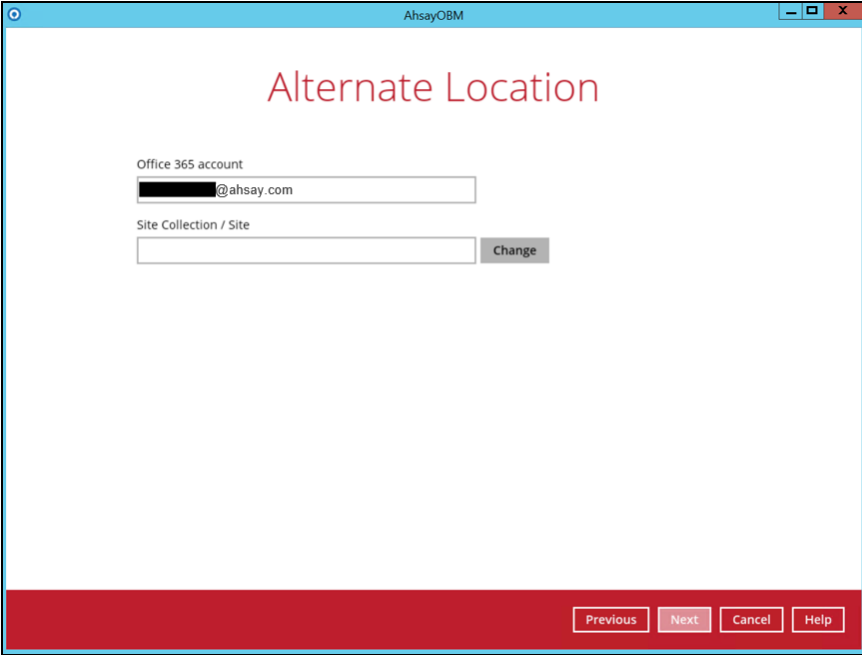 AhsayOBM
Alternate Location
Office 365 account
@ahsay.com
Site Collection / Site
Change
Previous Next Cancel Help